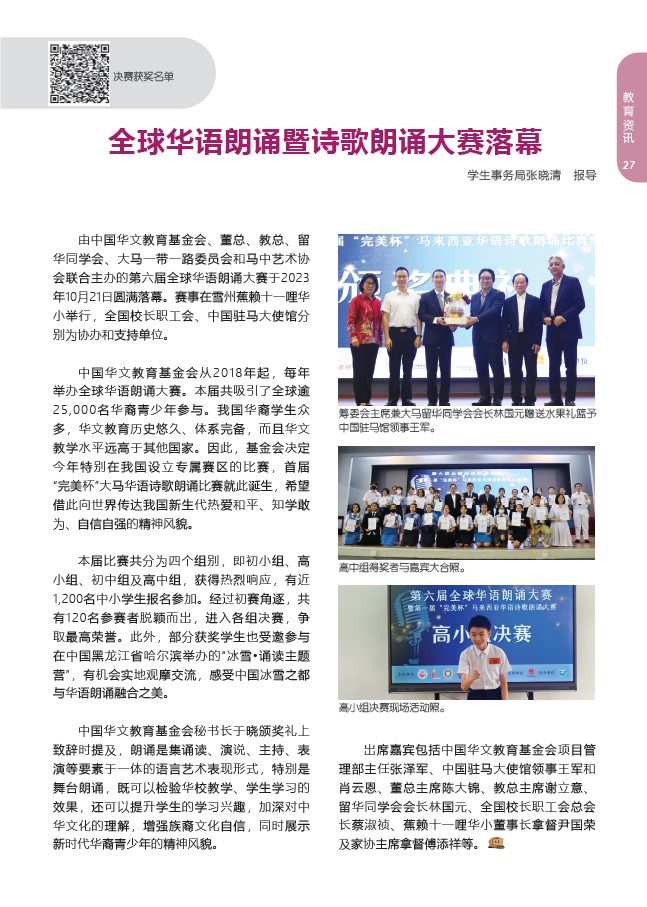 决赛获奖名单
教育资讯
27
全球华语朗诵暨诗歌朗诵大赛落幕
学生事务局张晓清 报导
由中国华文教育基金会、董总、教总、留
华同学会、大马一带一路委员会和马中艺术协
会联合主办的第六届全球华语朗诵大赛于2023
年10月21日圆满落幕。赛事在雪州蕉赖十一哩华
小举行，全国校长职工会、中国驻马大使馆分
别为协办和支持单位。
中国华文教育基金会从2018年起，每年
举办全球华语朗诵大赛。本届共吸引了全球逾
25,000名华裔青少年参与。我国华裔学生众
多，华文教育历史悠久、体系完备，而且华文
教学水平远高于其他国家。因此，基金会决定
今年特别在我国设立专属赛区的比赛，首届
“完美杯”大马华语诗歌朗诵比赛就此诞生，希望
借此向世界传达我国新生代热爱和平、知学敢
为、自信自强的精神风貌。
本届比赛共分为四个组别，即初小组、高
小组、初中组及高中组，获得热烈响应，有近
1,200名中小学生报名参加。经过初赛角逐，共
有120名参赛者脱颖而出，进入各组决赛，争
取最高荣誉。此外，部分获奖学生也受邀参与
在中国黑龙江省哈尔滨举办的“冰雪•诵读主题
营”，有机会实地观摩交流，感受中国冰雪之都
与华语朗诵融合之美。
中国华文教育基金会秘书长于晓颁奖礼上
致辞时提及，朗诵是集诵读、演说、主持、表
演等要素于一体的语言艺术表现形式，特别是
舞台朗诵，既可以检验华校教学、学生学习的
效果，还可以提升学生的学习兴趣，加深对中
华文化的理解，增强族裔文化自信，同时展示
新时代华裔青少年的精神风貌。
届“完美杯”马来西亚华语诗歌朗诵比赛
颁奖典礼
筹委会主席兼大马留华同学会会长林国元赠送水果礼篮予
中国驻马馆领事王军。
高中组得奖者与嘉宾大合照。
第六届全球华语朗诵大赛
暨第一届“完美杯”马来西亚华语诗歌朗诵大赛
高小组决赛
高小组决赛现场活动照。
出席嘉宾包括中国华文教育基金会项目管
理部主任张泽军、中国驻马大使馆领事王军和
肖云恩、董总主席陈大锦、教总主席谢立意、
留华同学会会长林国元、全国校长职工会总会
长蔡淑祯、蕉赖十一哩华小董事长拿督尹国荣
及家协主席拿督傅添祥等。